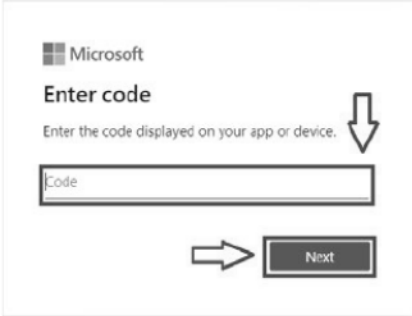 Microsoft
Enter code
Enter the code displayed on your app or device.
Code
Next